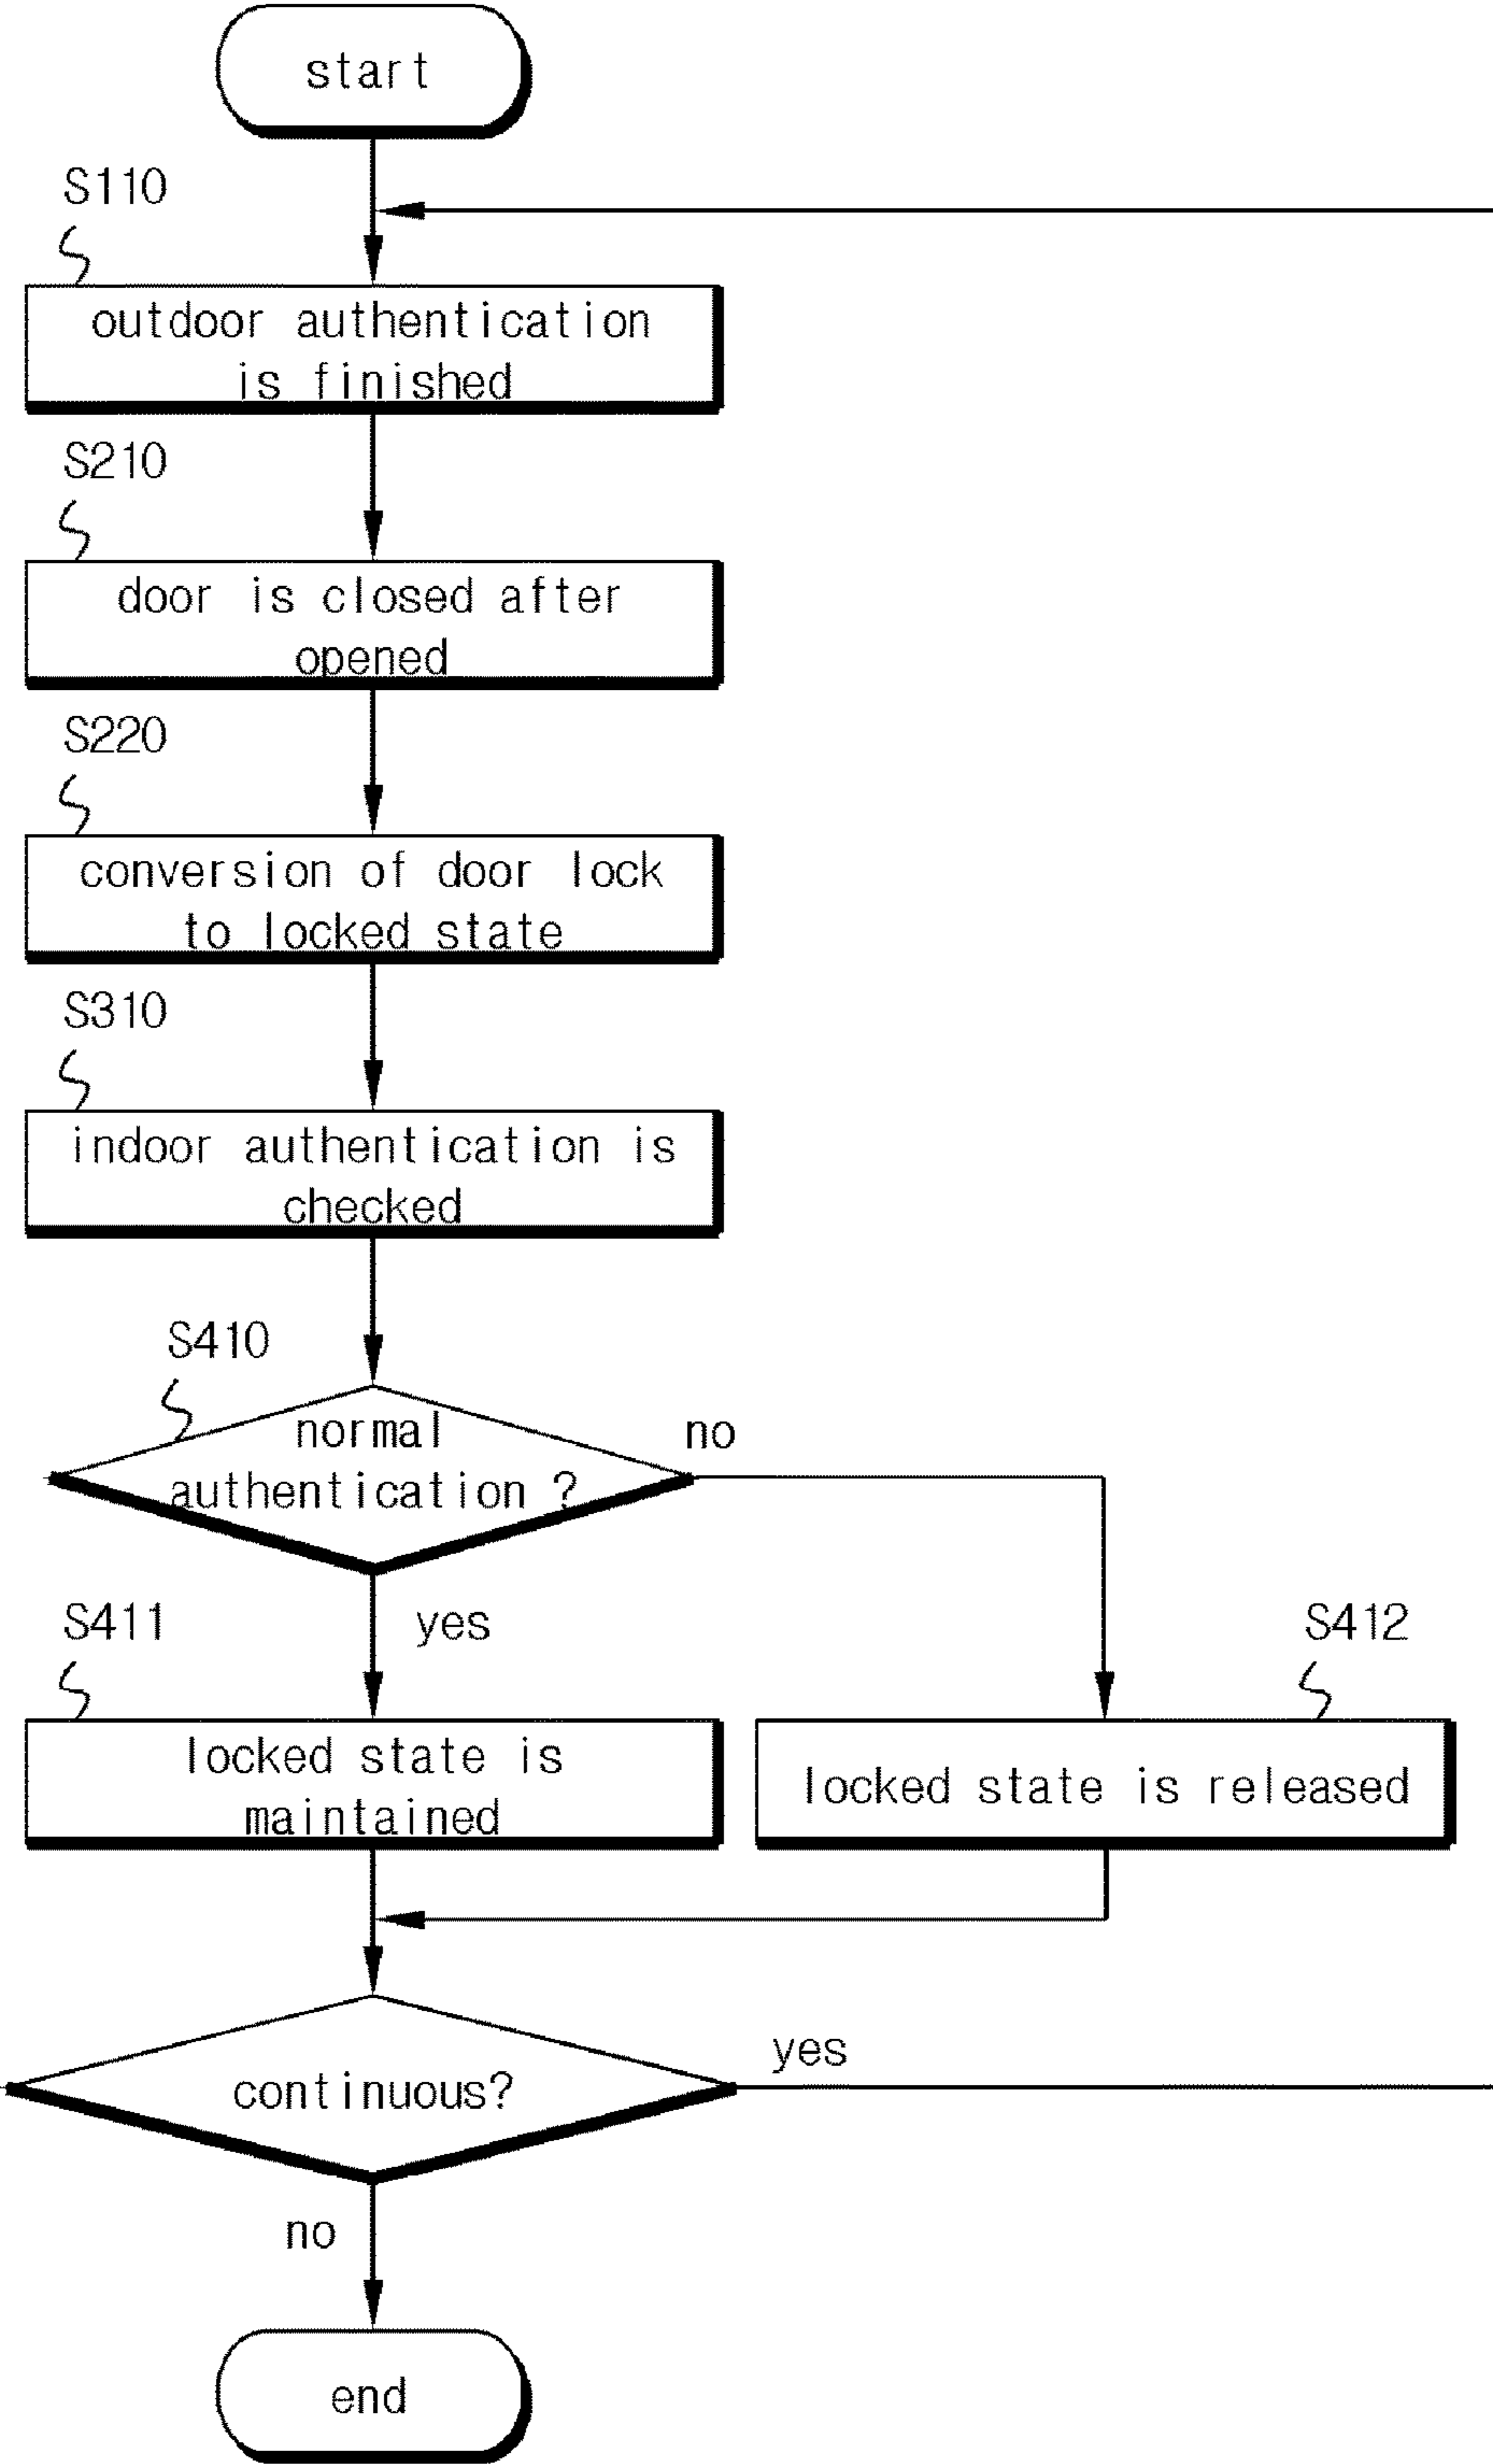 start
S110
outdoor authentication
is finished
S210
door is closed after
opened
S220
conversion of door lock
to locked state
S310
indoor authentication is
checked
S410
normal
authentication ?
no
yes
S411
locked state is
maintained
S412
locked state is released
continuous?
yes
no
end